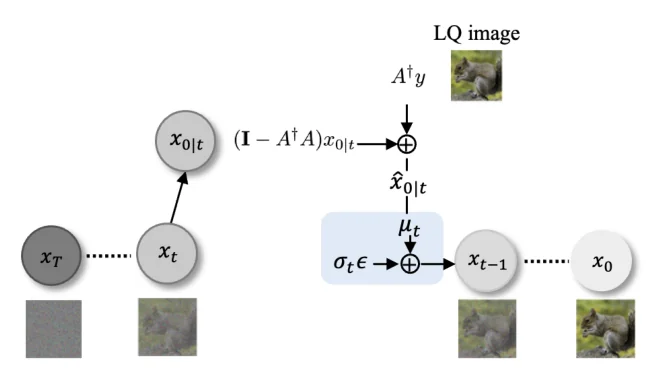 LQ image
A†y
x0|t
(I − A†A)x0|t
⊕
x̂0|t
μt
xT
xt
σtϵ
⊕
xt−1
x0